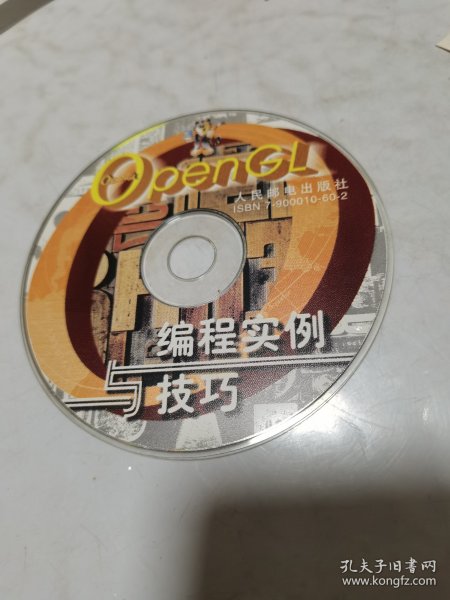 OpenGL
人民邮电出版社
ISBN 7-900010-60-2
编程实例
与技巧
孔夫子旧书网
www.kongfz.com